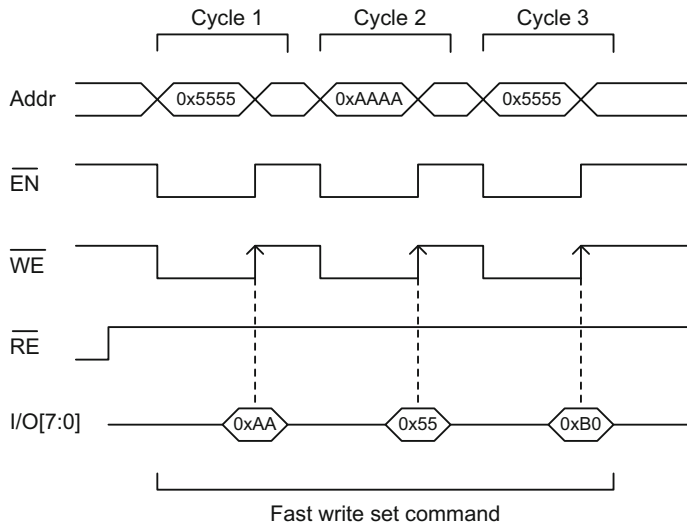 Cycle 1 Cycle 2 Cycle 3
Addr 0x5555 0xAAAA 0x5555
EN
WE
RE
I/O[7:0] 0xAA 0x55 0xB0
Fast write set command